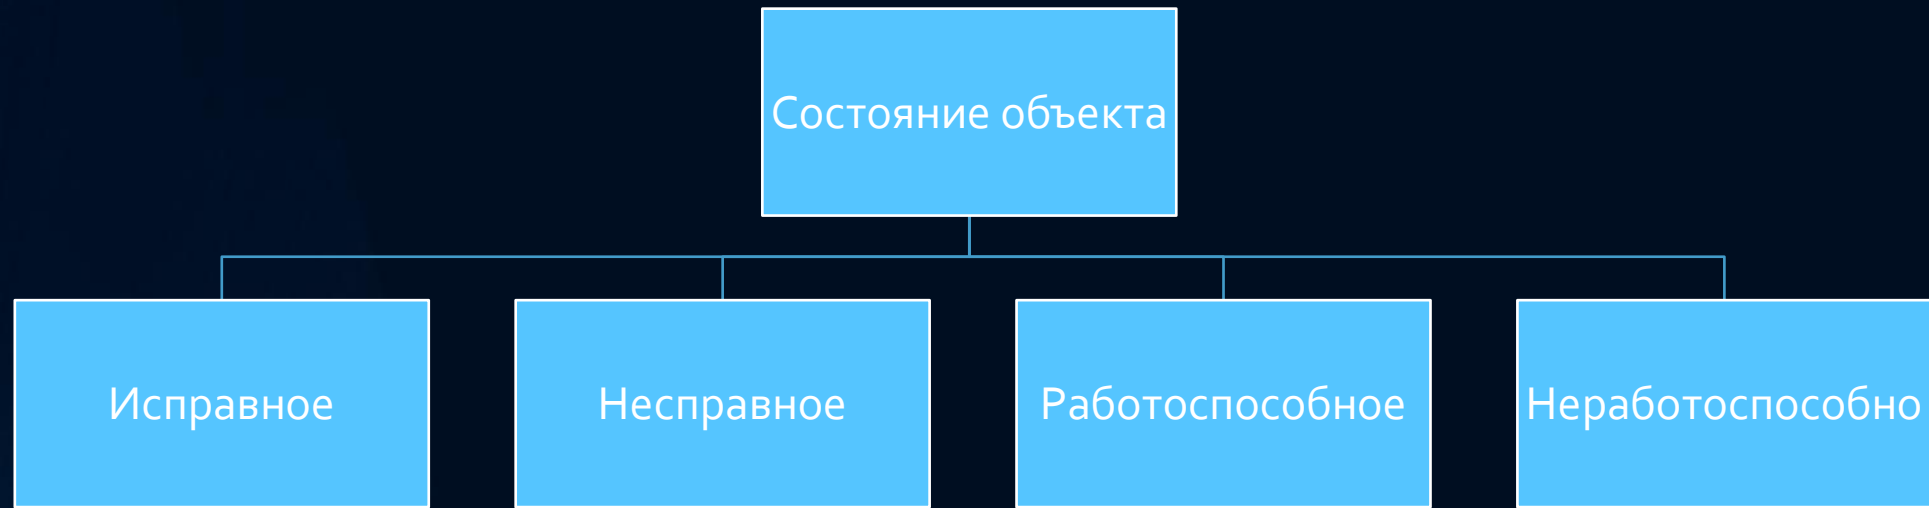 Состояние объекта
Исправное
Несправное
Работоспособное
Неработоспособно